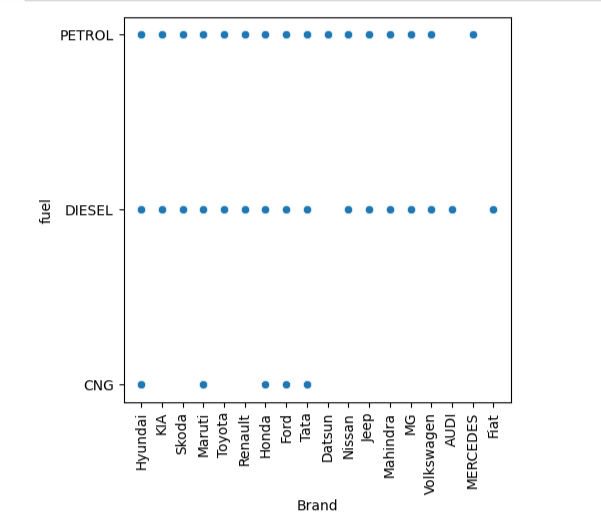 PETROL
fuel
DIESEL
CNG
Hyundai
KIA
Skoda
Maruti
Toyota
Renault
Honda
Ford
Tata
Datsun
Nissan
Jeep
Mahindra
MG
Volkswagen
AUDI
MERCEDES
Fiat
Brand